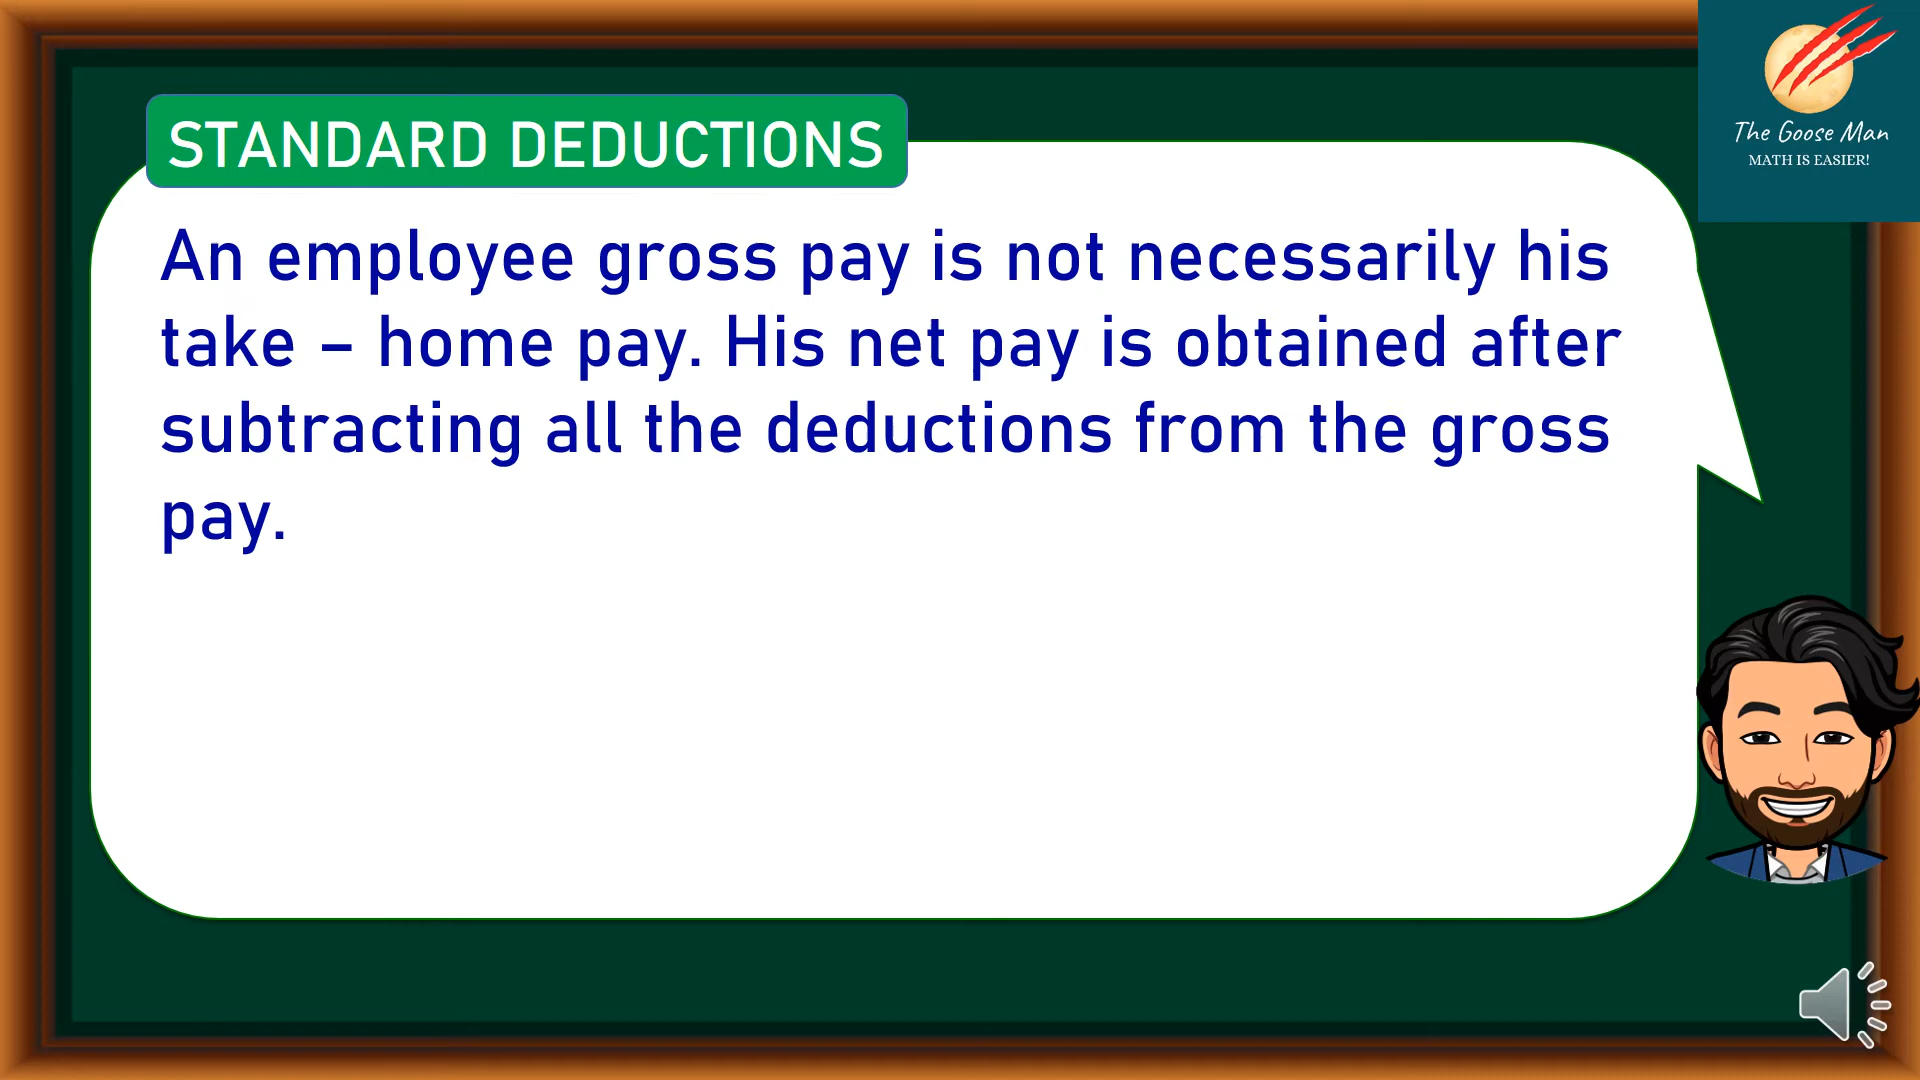 The Goose Man
MATH IS EASIER!
STANDARD DEDUCTIONS
An employee gross pay is not necessarily his
take – home pay. His net pay is obtained after
subtracting all the deductions from the gross
pay.